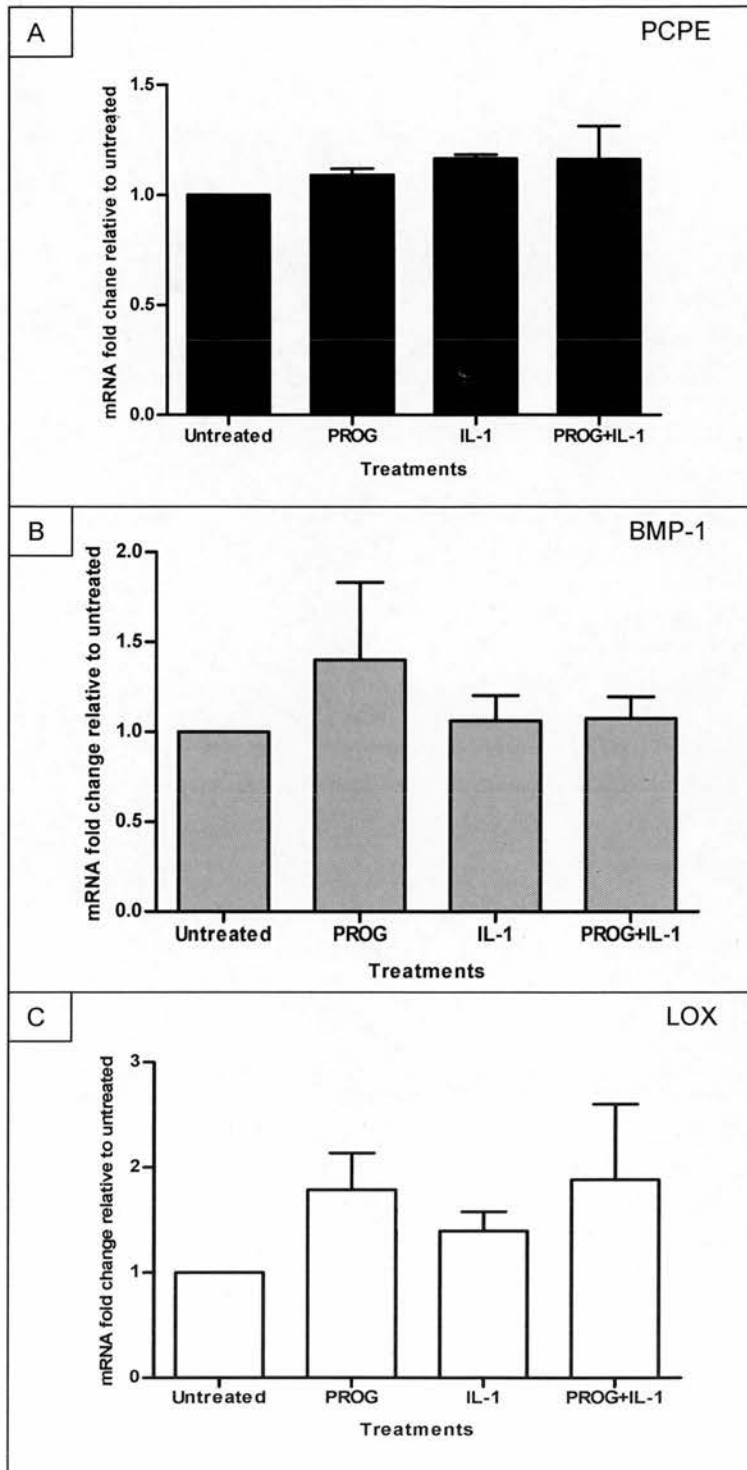 A
PCPE
mRNA fold chane relative to untreated
1.5
1.0
0.5
0.0
Untreated PROG IL-1 PROG+IL-1
Treatments
B
BMP-1
mRNA fold change relative to untreated
2.0
1.5
1.0
0.5
0.0
Untreated PROG IL-1 PROG+IL-1
Treatments
C
LOX
mRNA fold change relative to untreated
3
2
1
0
Untreated PROG IL-1 PROG+IL-1
Treatments